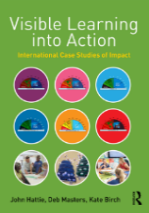 Visible Learning
into Action
International Case Studies of Impact
John Hattie, Deb Masters, Kate Birch
R